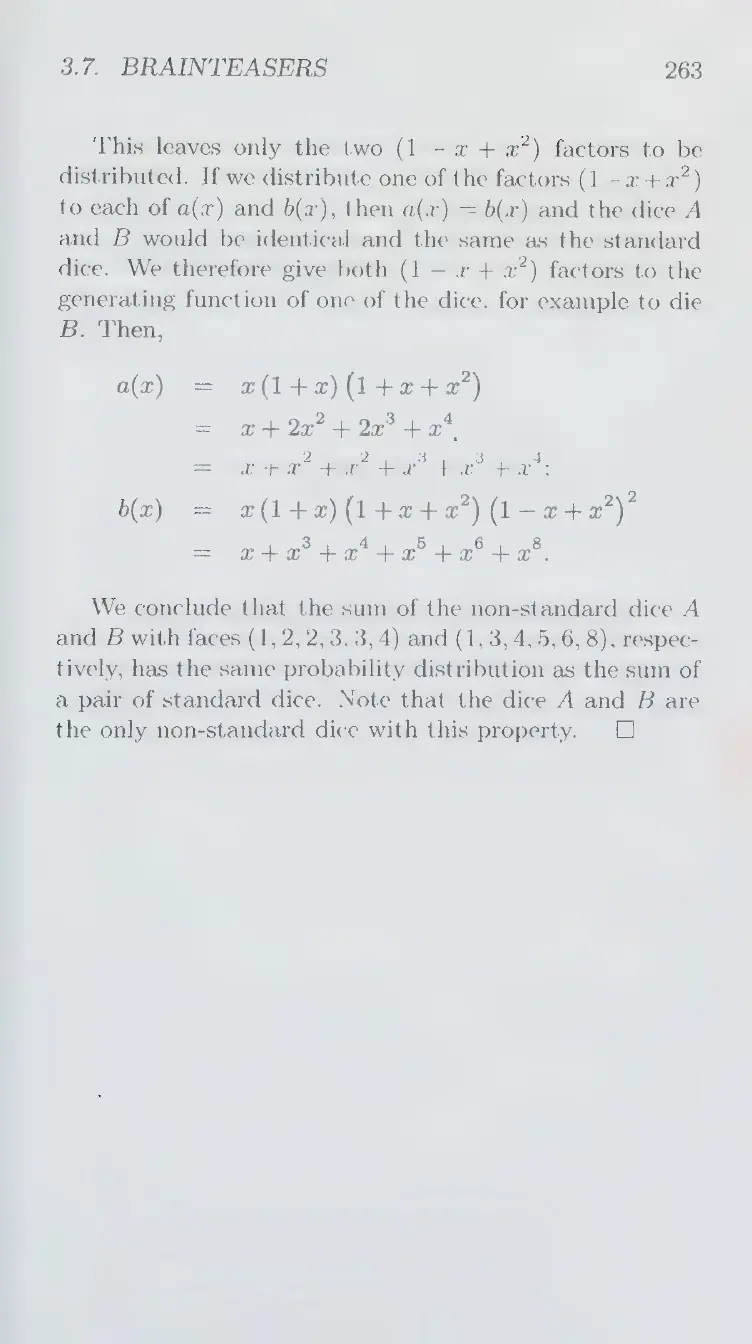 3.7. BRAINTEASERS 263
This leaves only the two (1 - x + x²) factors to be
distributed. If we distribute one of the factors (1 - x + x²)
to each of a(x) and b(x), then a(x) = b(x) and the dice A
and B would be identical and the same as the standard
dice. We therefore give both (1 − x + x²) factors to the
generating function of one of the dice. for example to die
B. Then,
a(x) = x (1 + x) (1 + x + x²)
= x + 2x² + 2x³ + x⁴.
= x + x² + x² + x³ + x³ + x⁴;
b(x) = x (1 + x) (1 + x + x²) (1 − x + x²)²
= x + x³ + x⁴ + x⁵ + x⁶ + x⁸.
We conclude that the sum of the non-standard dice A
and B with faces (1, 2, 2, 3, 3, 4) and (1, 3, 4, 5, 6, 8), respec-
tively, has the same probability distribution as the sum of
a pair of standard dice. Note that the dice A and B are
the only non-standard dice with this property. □